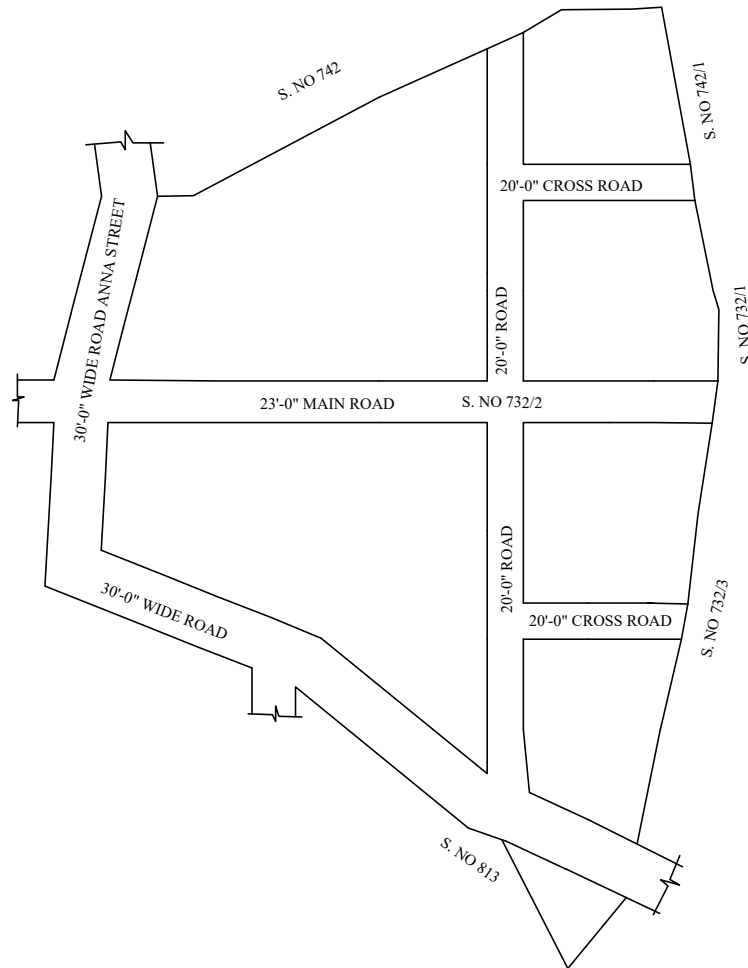 S. NO 742
S. NO 742/1
20'-0" CROSS ROAD
30'-0" WIDE ROAD ANNA STREET
20'-0" ROAD
S. NO 732/1
23'-0" MAIN ROAD
S. NO 732/2
20'-0" ROAD
30'-0" WIDE ROAD
20'-0" CROSS ROAD
S. NO 732/3
S. NO 813